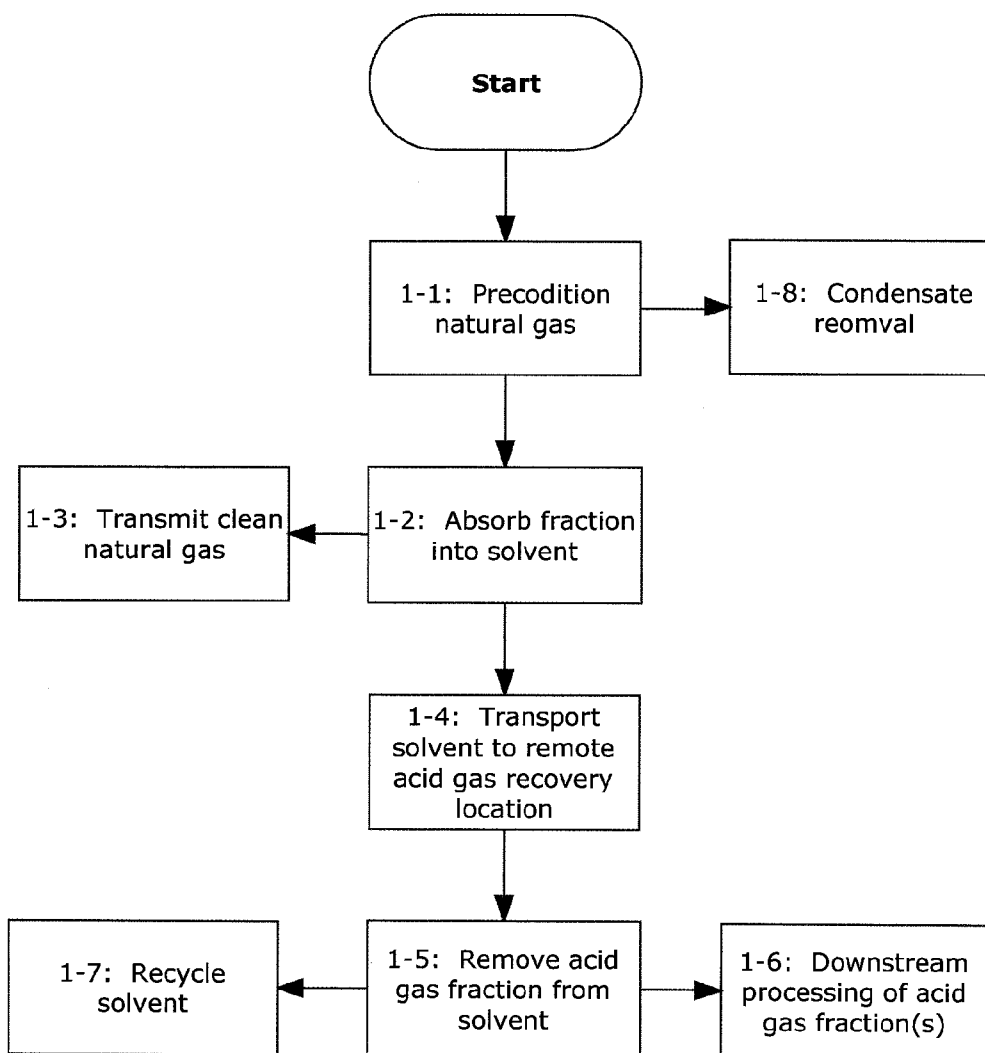 Start
1-1:  Precodition
natural gas
1-8:  Condensate
reomval
1-3:  Transmit clean
natural gas
1-2:  Absorb fraction
into solvent
1-4:  Transport
solvent to remote
acid gas recovery
location
1-7:  Recycle
solvent
1-5:  Remove acid
gas fraction from
solvent
1-6:  Downstream
processing of acid
gas fraction(s)